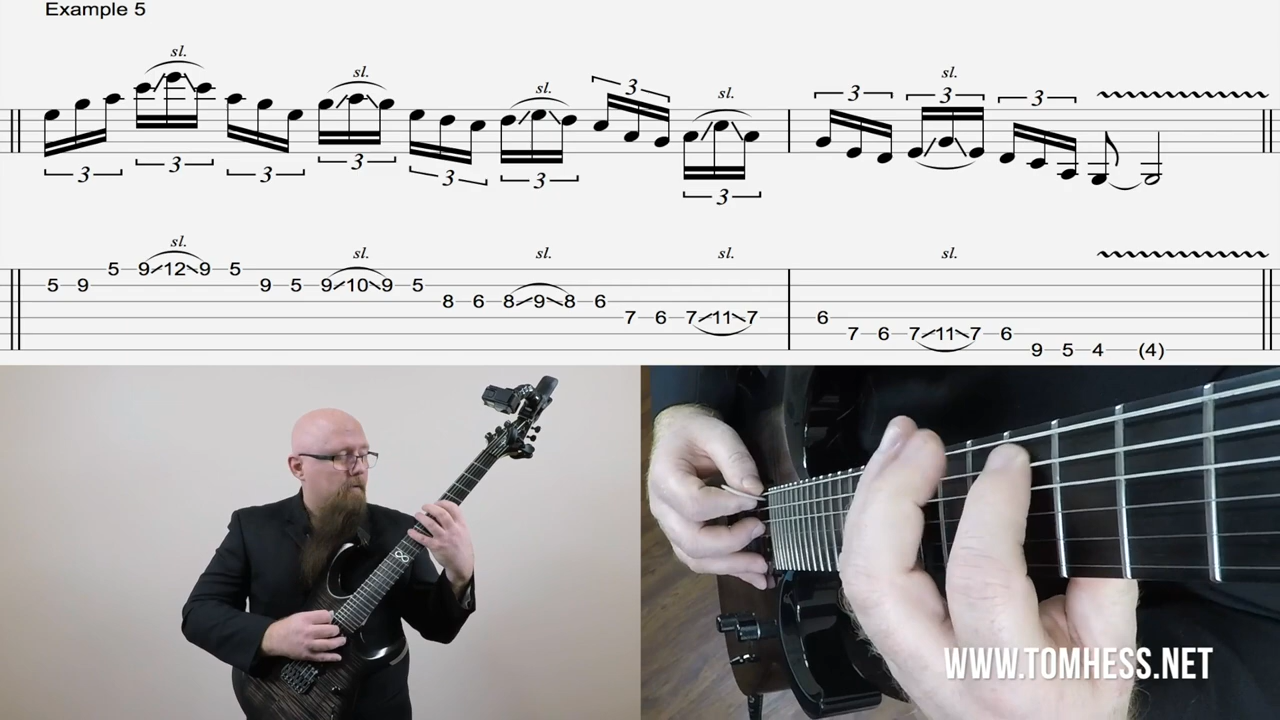 Example 5
sl.
sl. sl. 3 sl. 3 3 sl. 3
3 3 3 3 3 3 3
sl. sl. sl. sl. sl.
5 9 12 9 5
5 9 9 5 9 10 9 5
8 6 8 9 8 6
7 6 7 11 7 6
7 6 7 11 7 6
9 5 4 (4)
WWW.TOMHESS.NET